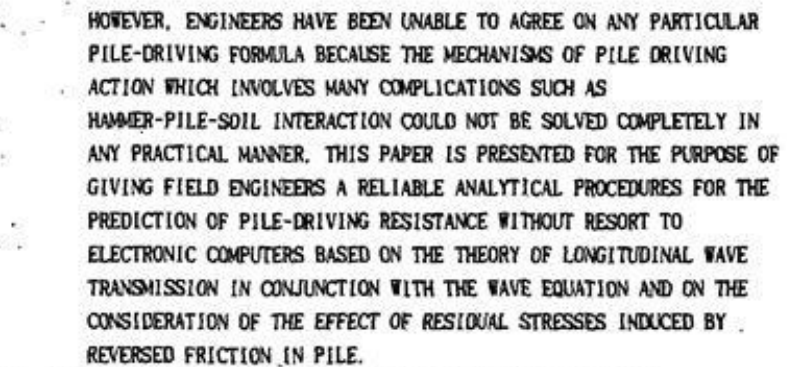 HOWEVER, ENGINEERS HAVE BEEN UNABLE TO AGREE ON ANY PARTICULAR
PILE-DRIVING FORMULA BECAUSE THE MECHANISMS OF PILE DRIVING
ACTION WHICH INVOLVES MANY COMPLICATIONS SUCH AS
HAMMER-PILE-SOIL INTERACTION COULD NOT BE SOLVED COMPLETELY IN
ANY PRACTICAL MANNER. THIS PAPER IS PRESENTED FOR THE PURPOSE OF
GIVING FIELD ENGINEERS A RELIABLE ANALYTICAL PROCEDURES FOR THE
PREDICTION OF PILE-DRIVING RESISTANCE WITHOUT RESORT TO
ELECTRONIC COMPUTERS BASED ON THE THEORY OF LONGITUDINAL WAVE
TRANSMISSION IN CONJUNCTION WITH THE WAVE EQUATION AND ON THE
CONSIDERATION OF THE EFFECT OF RESIDUAL STRESSES INDUCED BY
REVERSED FRICTION IN PILE.